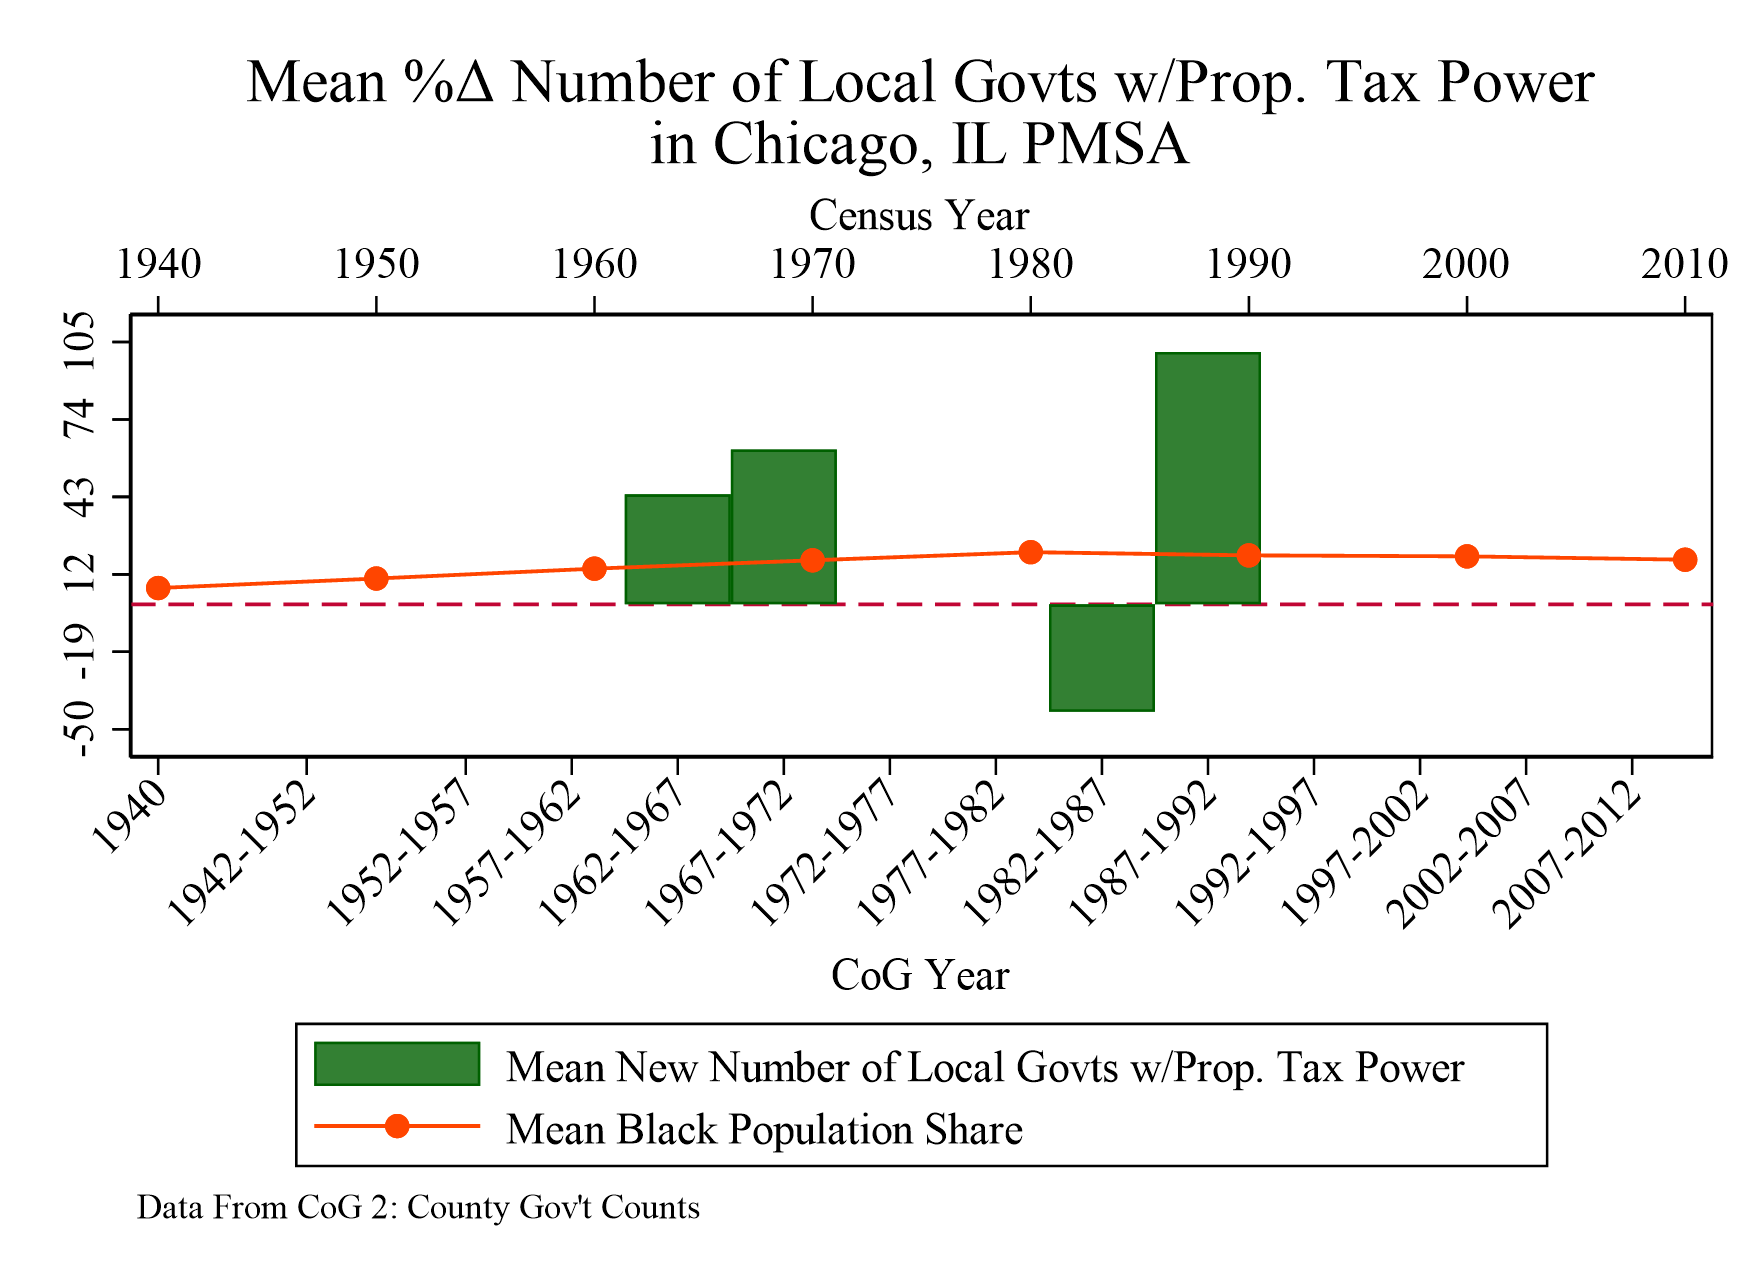 Mean %Δ Number of Local Govts w/Prop. Tax Power
in Chicago, IL PMSA
Census Year
1940 1950 1960 1970 1980 1990 2000 2010
105
74
43
12
-19
-50
1940
1942-1952
1952-1957
1957-1962
1962-1967
1967-1972
1972-1977
1977-1982
1982-1987
1987-1992
1992-1997
1997-2002
2002-2007
2007-2012
CoG Year
Mean New Number of Local Govts w/Prop. Tax Power
Mean Black Population Share
Data From CoG 2: County Gov't Counts